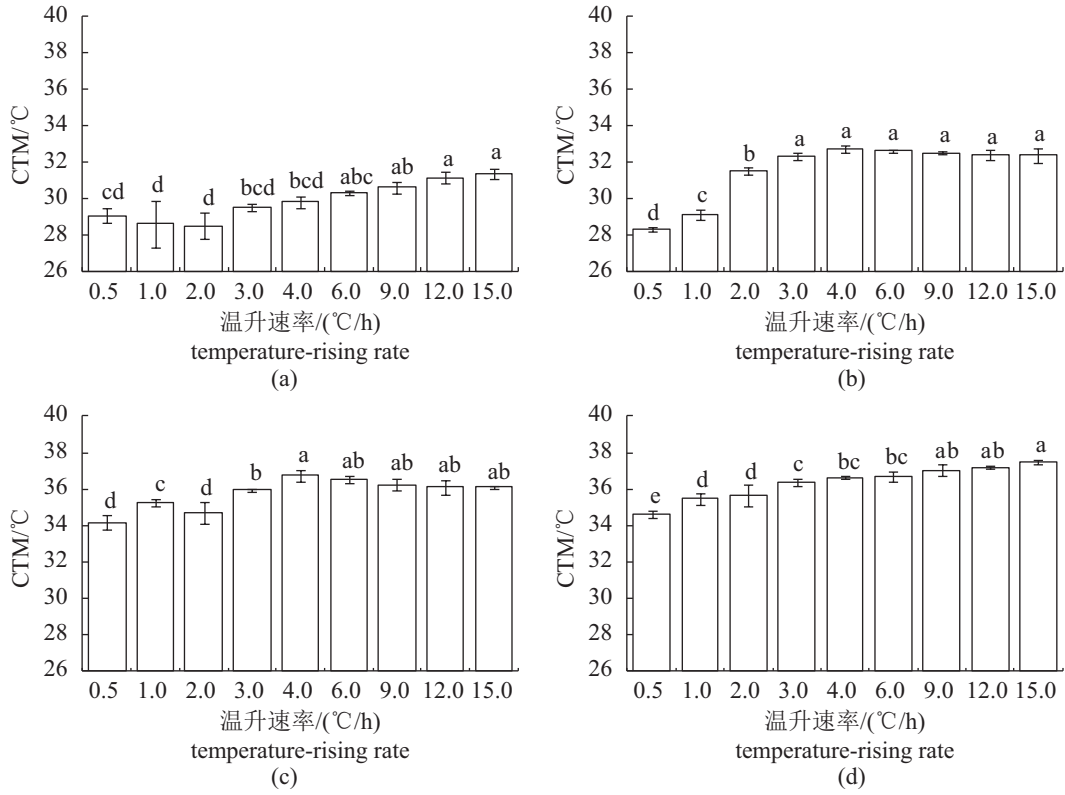 40
38
36
34
32
30
28
26
CTM/℃
cd d d bcd bcd abc ab a a
0.5 1.0 2.0 3.0 4.0 6.0 9.0 12.0 15.0
温升速率/(℃/h)
temperature-rising rate
(a)
40
38
36
34
32
30
28
26
CTM/℃
d c b a a a a a a
0.5 1.0 2.0 3.0 4.0 6.0 9.0 12.0 15.0
温升速率/(℃/h)
temperature-rising rate
(b)
40
38
36
34
32
30
28
26
CTM/℃
d c d b a ab ab ab ab
0.5 1.0 2.0 3.0 4.0 6.0 9.0 12.0 15.0
温升速率/(℃/h)
temperature-rising rate
(c)
40
38
36
34
32
30
28
26
CTM/℃
e d d c bc bc ab ab a
0.5 1.0 2.0 3.0 4.0 6.0 9.0 12.0 15.0
温升速率/(℃/h)
temperature-rising rate
(d)